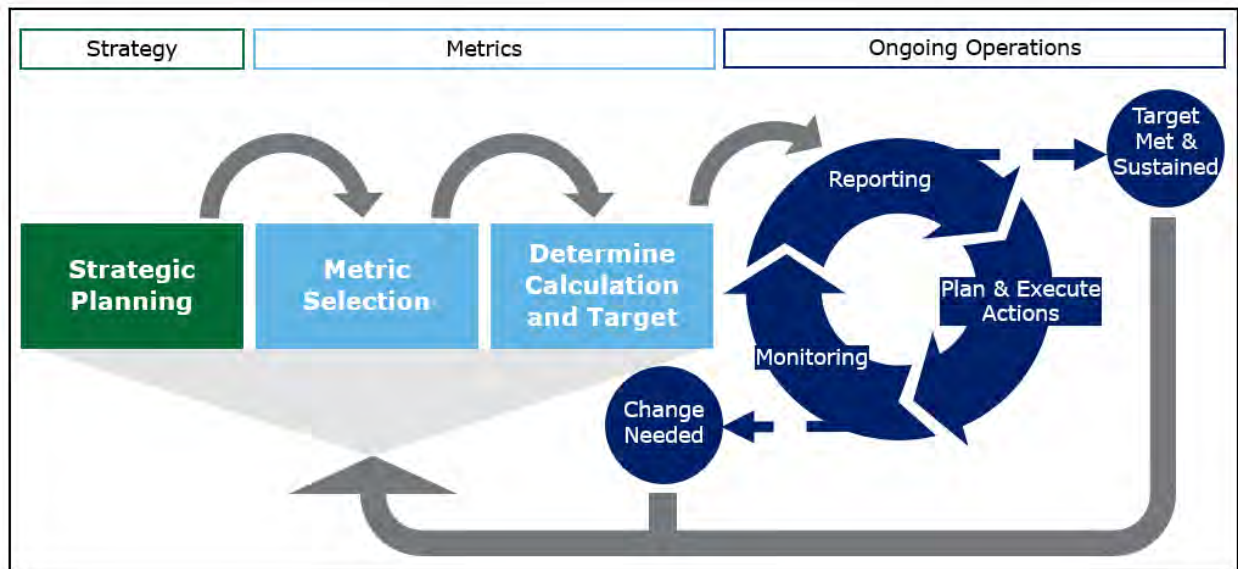 Strategy
Metrics
Ongoing Operations
Strategic
Planning
Metric
Selection
Determine
Calculation
and Target
Reporting
Plan & Execute
Actions
Monitoring
Target
Met &
Sustained
Change
Needed